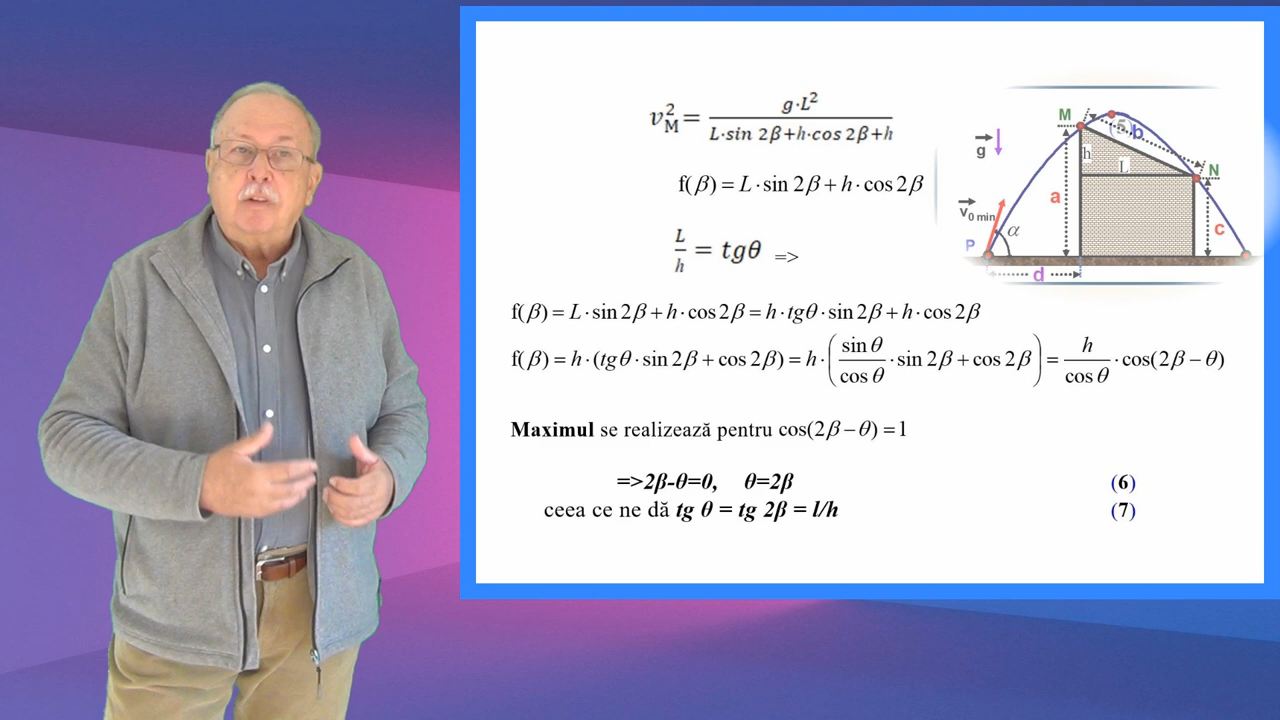 v²_M = g·L² / (L·sin 2β+h·cos 2β+h)
f(β) = L·sin 2β + h·cos 2β
L/h = tgθ =>
f(β) = L·sin 2β + h·cos 2β = h·tgθ·sin 2β + h·cos 2β
f(β) = h·(tgθ·sin 2β + cos 2β) = h·(sin θ/cos θ·sin 2β + cos 2β) = h/cos θ·cos(2β − θ)
Maximul se realizează pentru cos(2β − θ) = 1
=>2β-θ=0, θ=2β (6)
ceea ce ne dă tg θ = tg 2β = l/h (7)
M
b
g
h
L
N
a
v₀ min
α
c
P
d